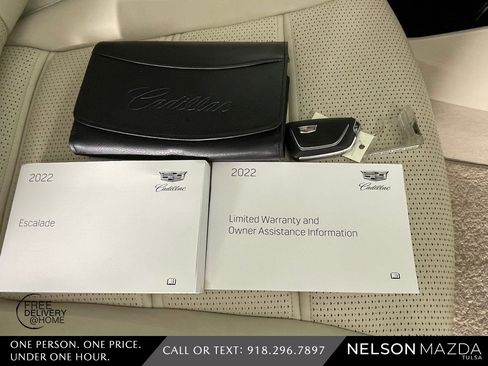 Cadillac
2022
Cadillac
Escalade
2022
Cadillac
Limited Warranty and
Owner Assistance Information
FREE
DELIVERY
@HOME
ONE PERSON. ONE PRICE.
UNDER ONE HOUR.
CALL OR TEXT: 918.296.7897
NELSON MAZDA
TULSA